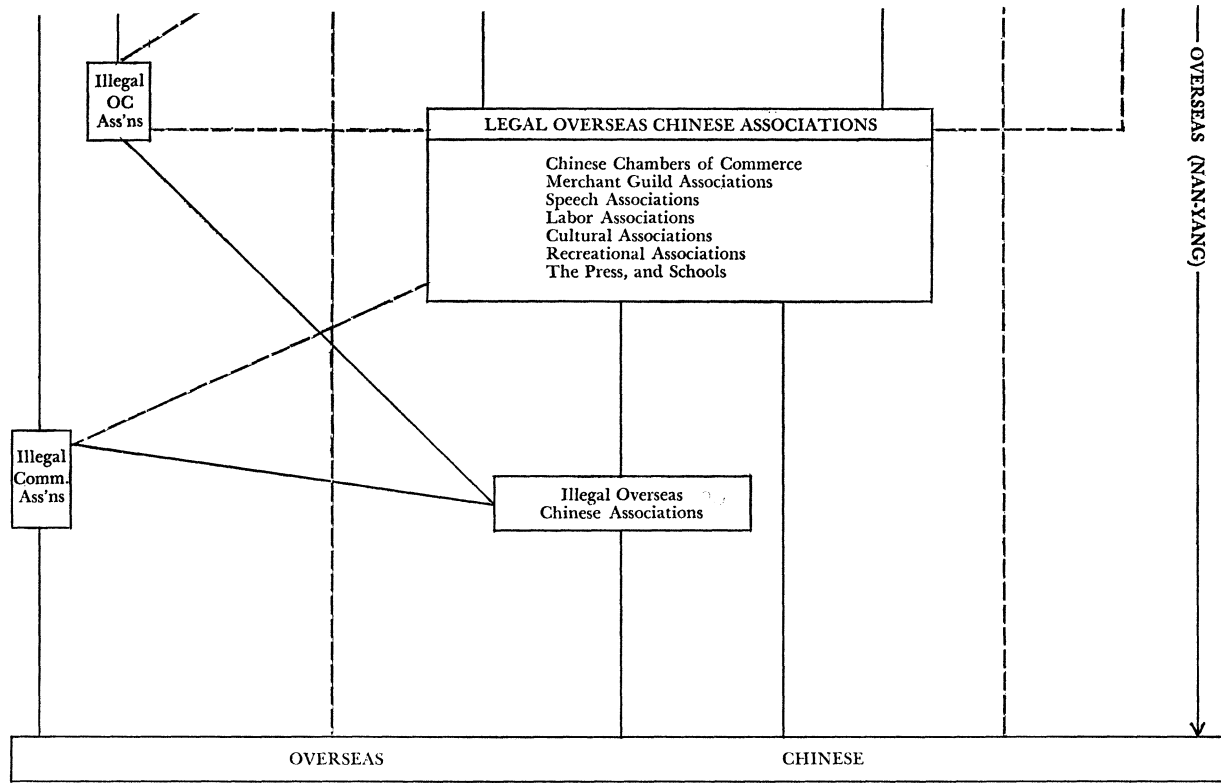 Illegal
OC
Ass'ns
LEGAL OVERSEAS CHINESE ASSOCIATIONS
Chinese Chambers of Commerce
Merchant Guild Associations
Speech Associations
Labor Associations
Cultural Associations
Recreational Associations
The Press, and Schools
OVERSEAS (NAN-YANG)
Illegal
Comm.
Ass'ns
Illegal Overseas
Chinese Associations
OVERSEAS CHINESE